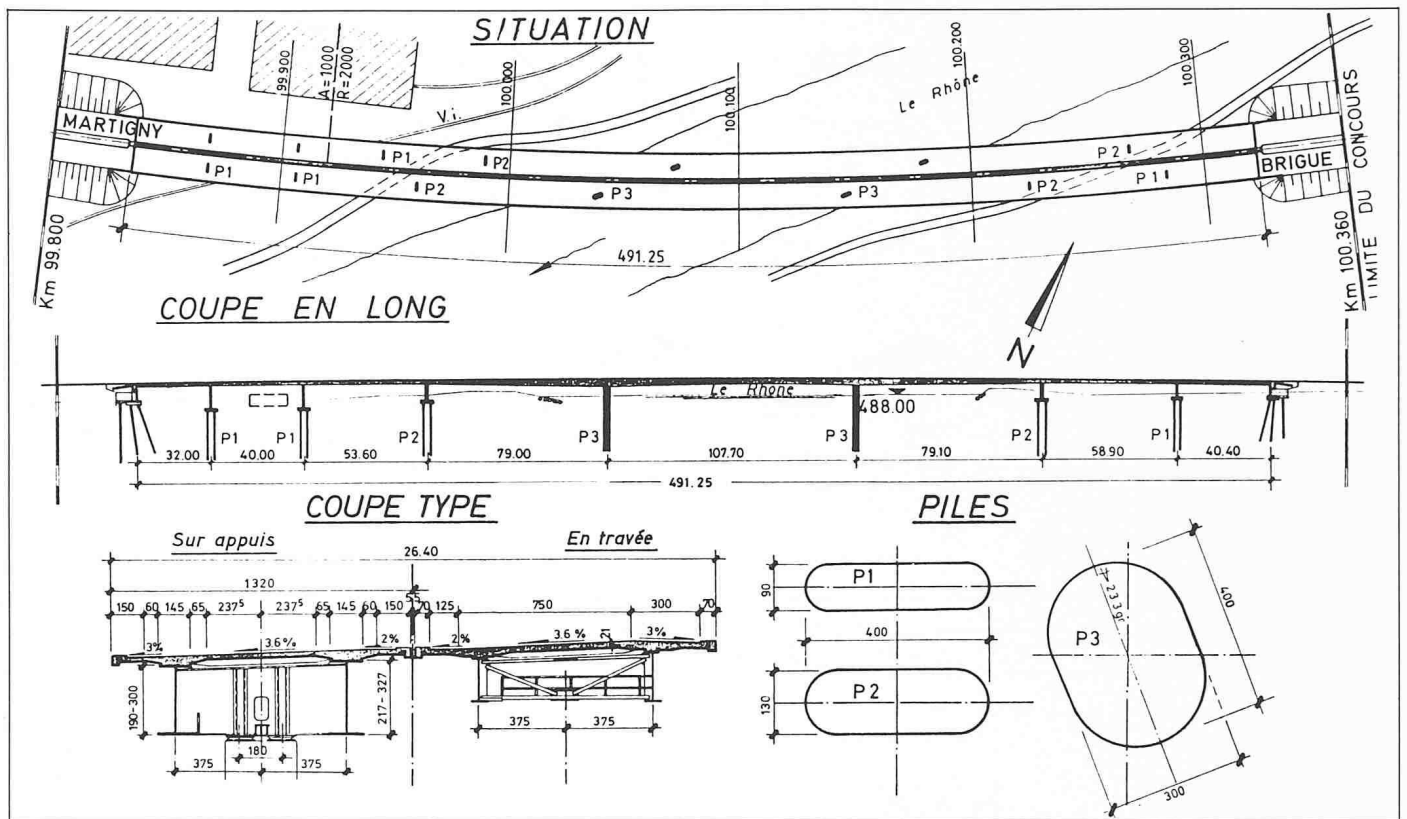 SITUATION
99.900
A=1000
R=2000
100.000
100.100
100.200
100.300
Le Rhône
V.i.
MARTIGNY
P1
P2
P2
BRIGUE
P1
P1
P2
P3
P3
P2
P1
Km 99.800
491.25
Km 100.360
LIMITE DU CONCOURS
N
COUPE EN LONG
Le Rhône
488.00
P1
P1
P2
P3
P3
P2
P1
32.00
40.00
53.60
79.00
107.70
79.10
58.90
40.40
491.25
COUPE TYPE
Sur appuis
En travée
26.40
1320
55
150 60 145 65 237⁵ 237⁵ 65 145 60 150 70 125 750 300 70
3% 3.6% 2% 2% 3.6% 21 3%
190-300
217-327
180
375 375
375 375
PILES
P1
90
400
P2
130
P3
400
300